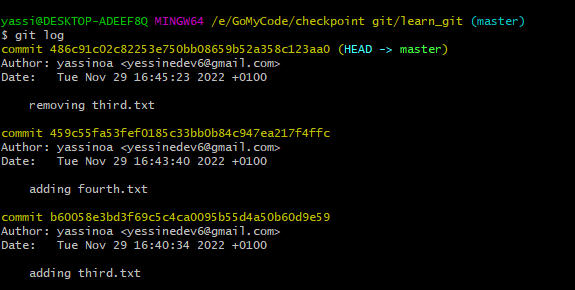 yassi@DESKTOP-ADEEF8Q MINGW64 /e/GoMyCode/checkpoint git/learn_git (master)
$ git log
commit 486c91c02c82253e750bb08659b52a358c123aa0 (HEAD -> master)
Author: yassinoa <yessinedev6@gmail.com>
Date:   Tue Nov 29 16:45:23 2022 +0100

    removing third.txt

commit 459c55fa53fef0185c33bb0b84c947ea217f4ffc
Author: yassinoa <yessinedev6@gmail.com>
Date:   Tue Nov 29 16:43:40 2022 +0100

    adding fourth.txt

commit b60058e3bd3f69c5c4ca0095b55d4a50b60d9e59
Author: yassinoa <yessinedev6@gmail.com>
Date:   Tue Nov 29 16:40:34 2022 +0100

    adding third.txt